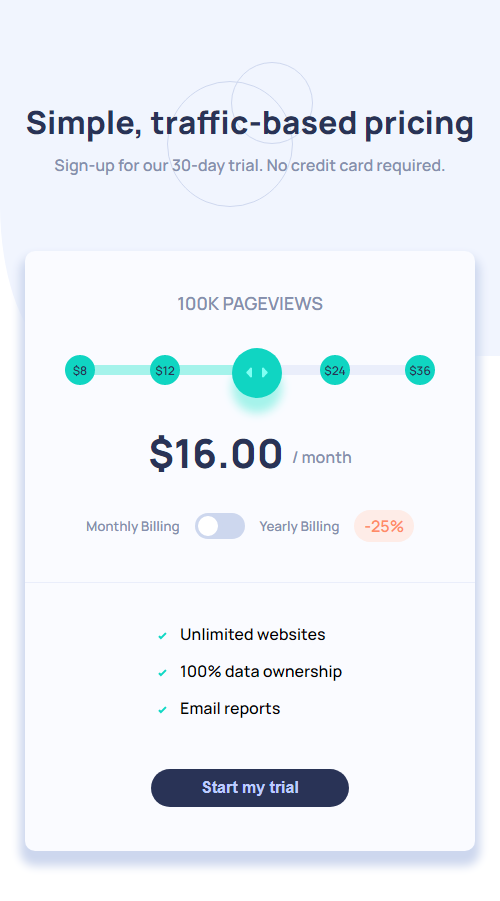 Simple, traffic-based pricing
Sign-up for our 30-day trial. No credit card required.
100K PAGEVIEWS
$8 $12 $24 $36
$16.00 / month
Monthly Billing Yearly Billing -25%
Unlimited websites
100% data ownership
Email reports
Start my trial